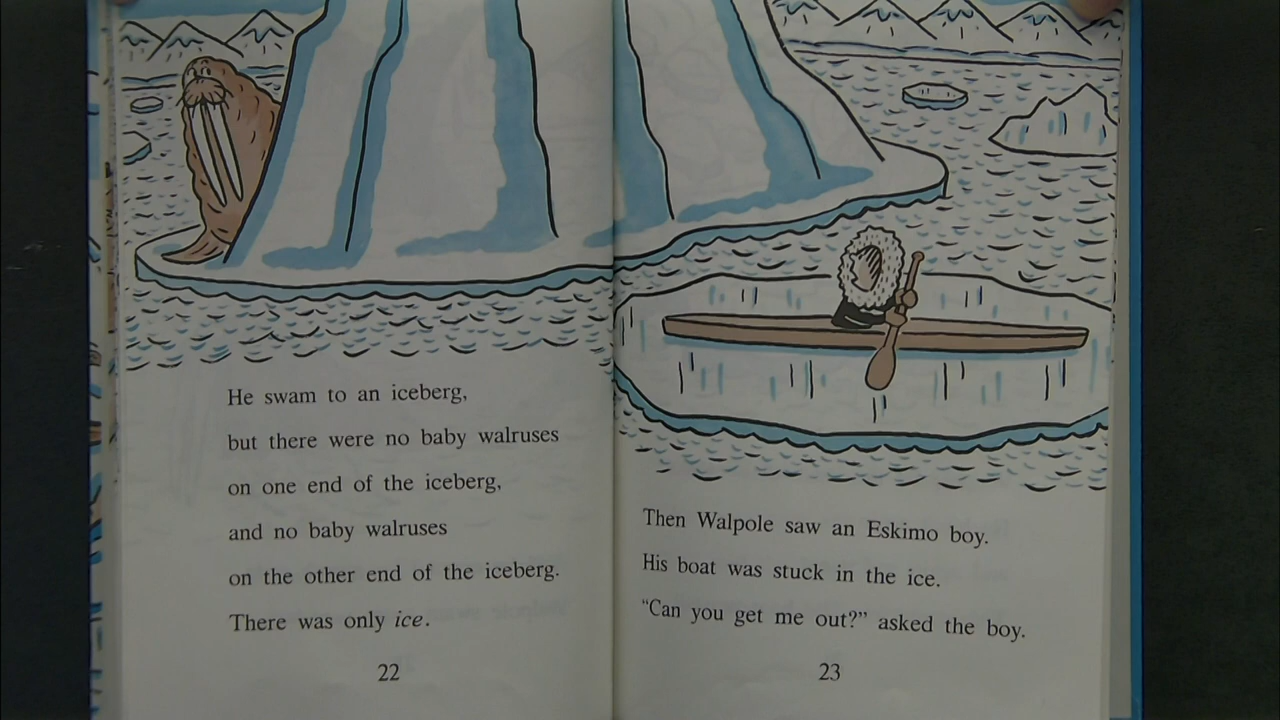 He swam to an iceberg,
but there were no baby walruses
on one end of the iceberg,
and no baby walruses
on the other end of the iceberg.
There was only ice.
22
Then Walpole saw an Eskimo boy.
His boat was stuck in the ice.
“Can you get me out?” asked the boy.
23